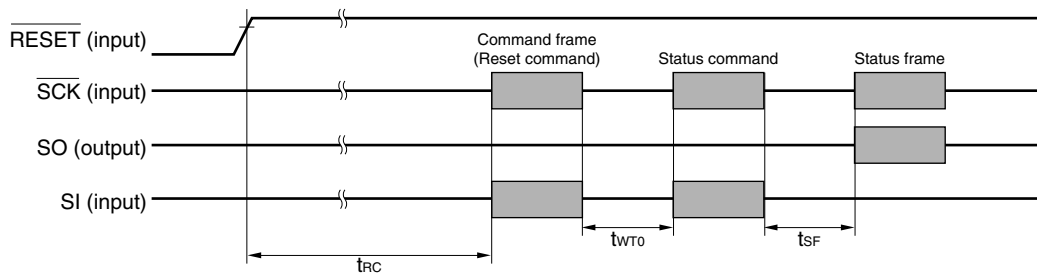 RESET (input)
Command frame
(Reset command)
Status command
Status frame
SCK (input)
SO (output)
SI (input)
tWT0
tSF
tRC